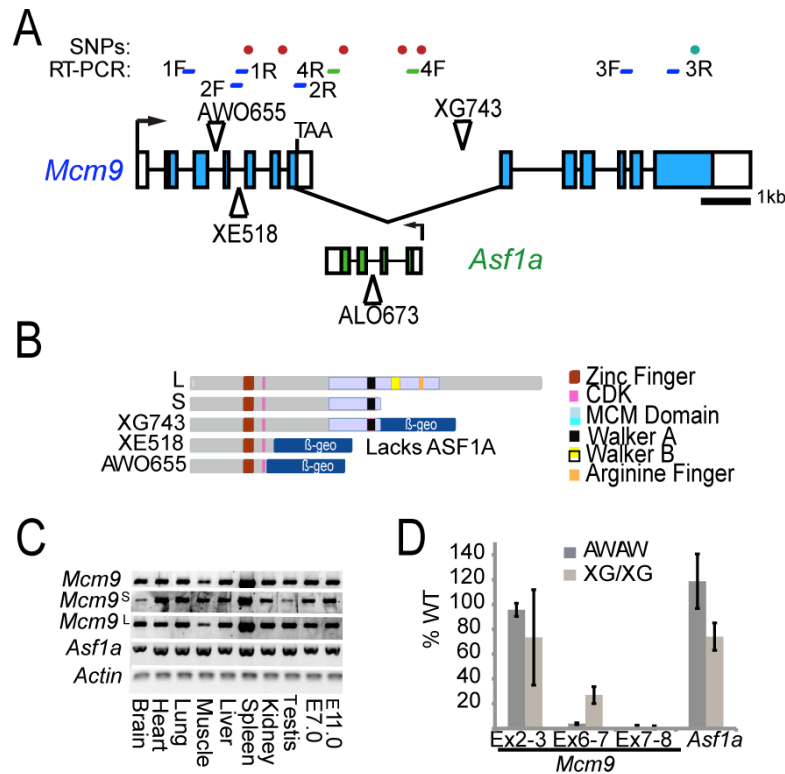 A
SNPs:
RT-PCR: 1F 1R 4R 4F 3F 3R
2F 2R
AWO655 XG743
TAA
Mcm9
1kb
XE518
Asf1a
ALO673
B
L
S
XG743 ß-geo
XE518 ß-geo Lacks ASF1A
AWO655 ß-geo
Zinc Finger
CDK
MCM Domain
Walker A
Walker B
Arginine Finger
C
Mcm9
Mcm9 S
Mcm9 L
Asf1a
Actin
Brain
Heart
Lung
Muscle
Liver
Spleen
Kidney
Testis
E7.0
E11.0
D
AWAW
XG/XG
% WT
140
120
100
80
60
40
20
Ex2-3 Ex6-7 Ex7-8 Asf1a
Mcm9